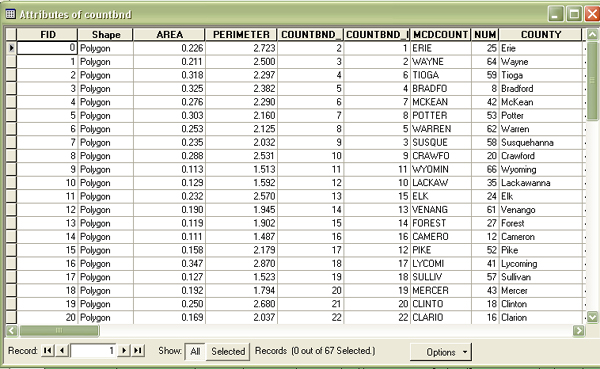 Attributes of countbnd
FID Shape AREA PERIMETER COUNTBND_ COUNTBND_I MCDCOUNT NUM COUNTY
0 Polygon 0.226 2.723 2 1 ERIE 25 Erie
1 Polygon 0.211 2.500 3 2 WAYNE 64 Wayne
2 Polygon 0.318 2.297 4 6 TIOGA 59 Tioga
3 Polygon 0.325 2.382 5 4 BRADFO 8 Bradford
4 Polygon 0.276 2.290 6 7 MCKEAN 42 McKean
5 Polygon 0.303 2.160 7 8 POTTER 53 Potter
6 Polygon 0.253 2.125 8 5 WARREN 62 Warren
7 Polygon 0.235 2.032 9 3 SUSQUE 58 Susquehanna
8 Polygon 0.288 2.531 10 9 CRAWFO 20 Crawford
9 Polygon 0.113 1.513 11 11 WYOMIN 66 Wyoming
10 Polygon 0.129 1.592 12 10 LACKAW 35 Lackawanna
11 Polygon 0.232 2.570 13 15 ELK 24 Elk
12 Polygon 0.190 1.945 14 13 VENANG 61 Venango
13 Polygon 0.119 1.902 15 14 FOREST 27 Forest
14 Polygon 0.111 1.487 16 16 CAMERO 12 Cameron
15 Polygon 0.158 2.179 17 12 PIKE 52 Pike
16 Polygon 0.347 2.870 18 17 LYCOMI 41 Lycoming
17 Polygon 0.127 1.523 19 18 SULLIV 57 Sullivan
18 Polygon 0.192 1.794 20 19 MERCER 43 Mercer
19 Polygon 0.250 2.680 21 20 CLINTO 18 Clinton
20 Polygon 0.169 2.037 22 22 CLARIO 16 Clarion
Record: 1 Show: All Selected Records (0 out of 67 Selected.) Options